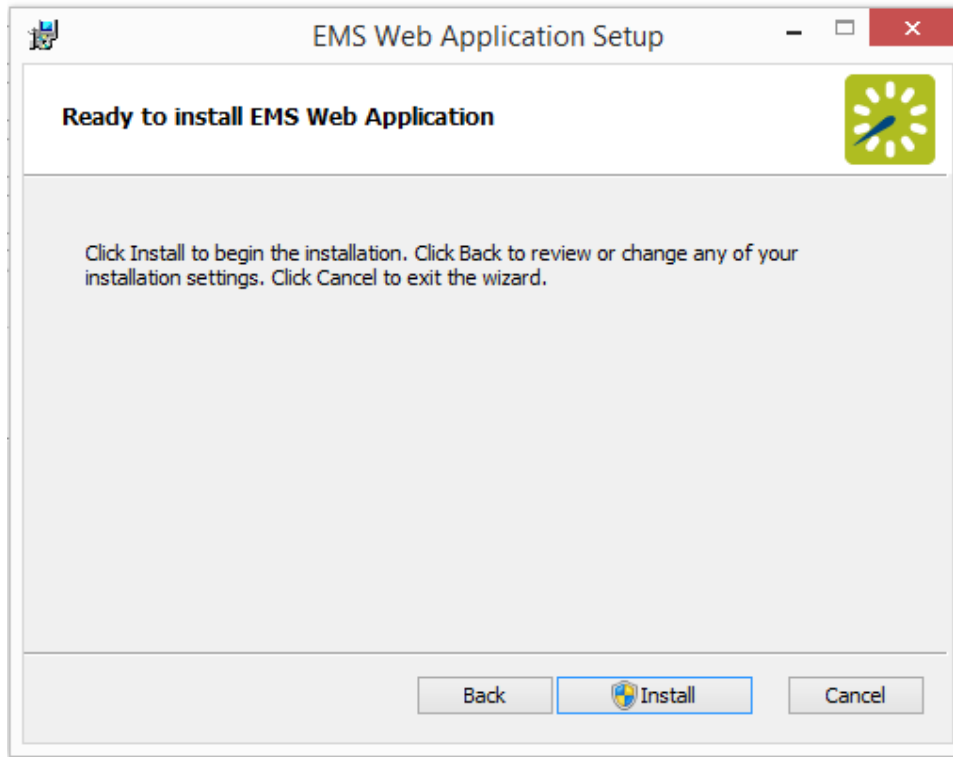 EMS Web Application Setup
Ready to install EMS Web Application
Click Install to begin the installation. Click Back to review or change any of your
installation settings. Click Cancel to exit the wizard.
Back Install Cancel